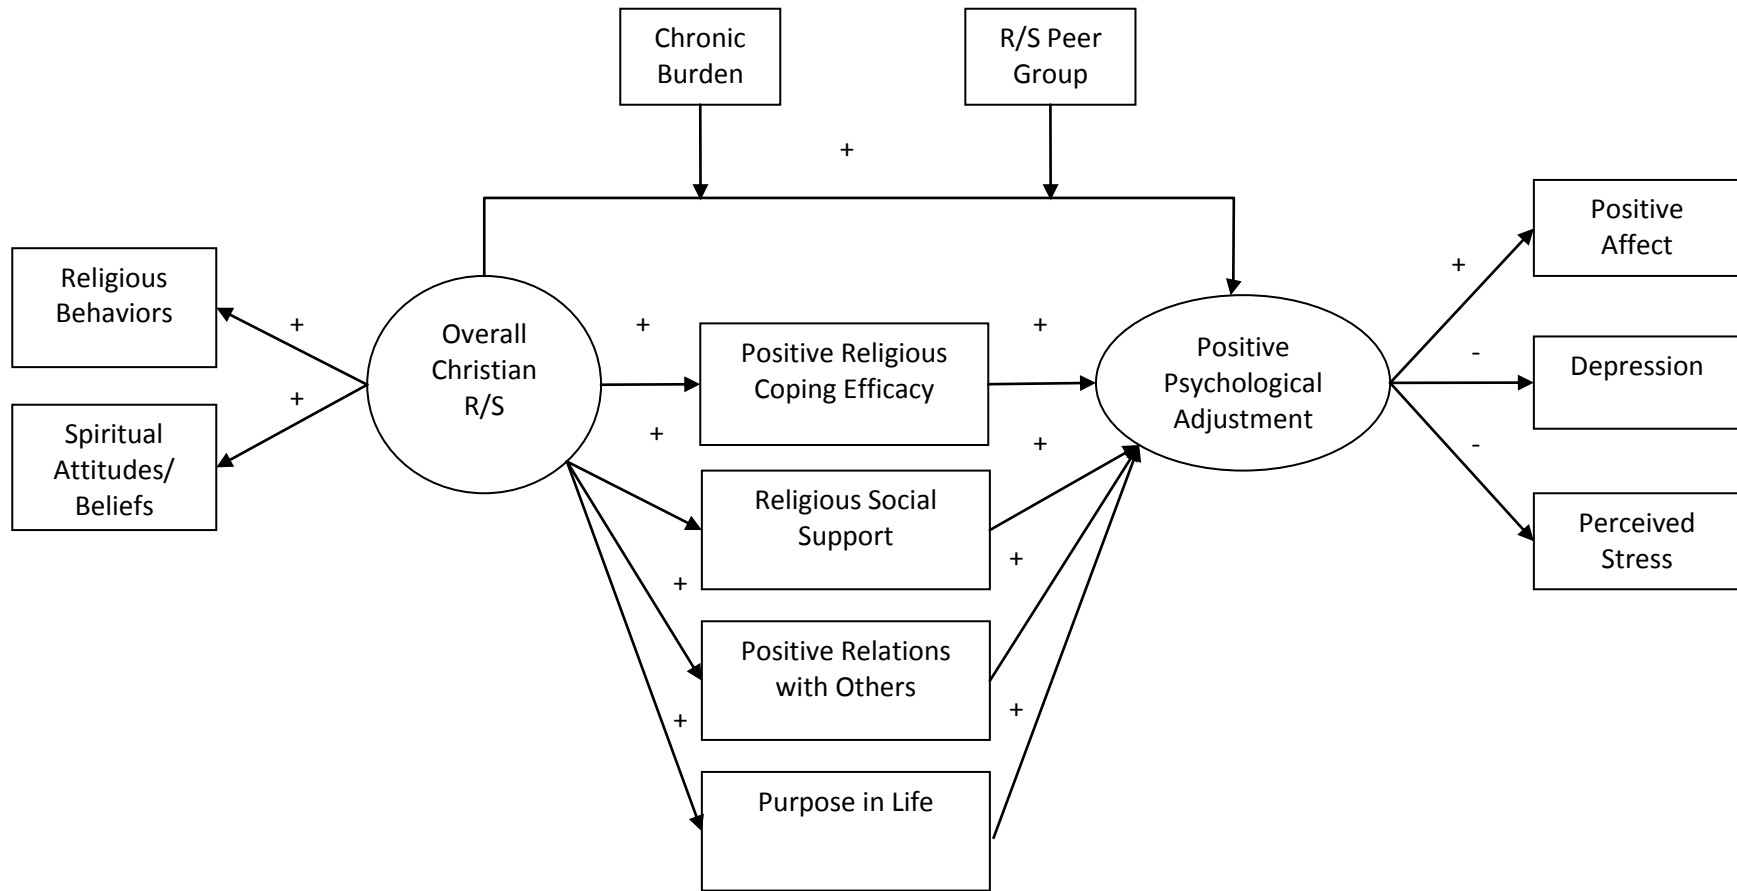 Chronic
Burden
R/S Peer
Group
+
Positive
Affect
Religious
Behaviors
+
+
Overall
Christian
R/S
+
+
Positive Religious
Coping Efficacy
+
Positive
Psychological
Adjustment
-
Depression
+
Spiritual
Attitudes/
Beliefs
+
+
-
Religious Social
Support
Perceived
Stress
+
+
Positive Relations
with Others
+
+
Purpose in Life